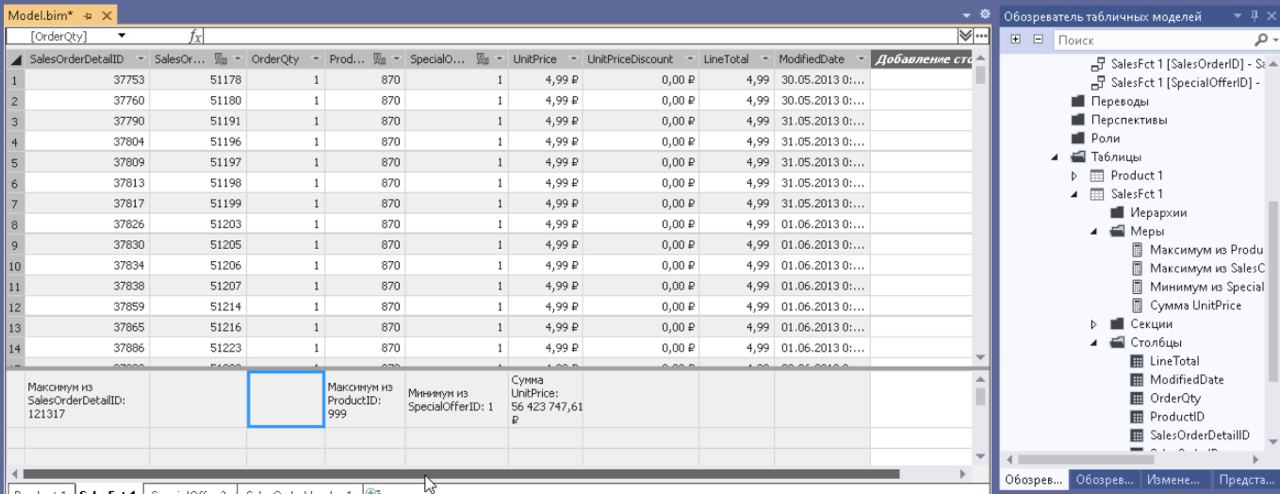 Model.bim*
Обозреватель табличных моделей
[OrderQty] fx
Поиск
SalesOrderDetailID SalesOr... OrderQty Prod... SpecialO... UnitPrice UnitPriceDiscount LineTotal ModifiedDate Добавление сто
1 37753 51178 1 870 1 4,99 ₽ 0,00 ₽ 4,99 30.05.2013 0:...
2 37760 51180 1 870 1 4,99 ₽ 0,00 ₽ 4,99 30.05.2013 0:...
3 37790 51191 1 870 1 4,99 ₽ 0,00 ₽ 4,99 31.05.2013 0:...
4 37804 51196 1 870 1 4,99 ₽ 0,00 ₽ 4,99 31.05.2013 0:...
5 37809 51197 1 870 1 4,99 ₽ 0,00 ₽ 4,99 31.05.2013 0:...
6 37813 51198 1 870 1 4,99 ₽ 0,00 ₽ 4,99 31.05.2013 0:...
7 37817 51199 1 870 1 4,99 ₽ 0,00 ₽ 4,99 31.05.2013 0:...
8 37826 51203 1 870 1 4,99 ₽ 0,00 ₽ 4,99 01.06.2013 0:...
9 37830 51205 1 870 1 4,99 ₽ 0,00 ₽ 4,99 01.06.2013 0:...
10 37834 51206 1 870 1 4,99 ₽ 0,00 ₽ 4,99 01.06.2013 0:...
11 37838 51207 1 870 1 4,99 ₽ 0,00 ₽ 4,99 01.06.2013 0:...
12 37859 51214 1 870 1 4,99 ₽ 0,00 ₽ 4,99 01.06.2013 0:...
13 37865 51216 1 870 1 4,99 ₽ 0,00 ₽ 4,99 01.06.2013 0:...
14 37886 51223 1 870 1 4,99 ₽ 0,00 ₽ 4,99 01.06.2013 0:...
Максимум из
SalesOrderDetailID:
121317
Максимум из
ProductID:
999
Минимум из
SpecialOfferID: 1
Сумма
UnitPrice:
56 423 747,61
₽
SalesFct 1 [SalesOrderID] - Sa
SalesFct 1 [SpecialOfferID] -
Переводы
Перспективы
Роли
Таблицы
Product 1
SalesFct 1
Иерархии
Меры
Максимум из Produ
Максимум из SalesC
Минимум из Special
Сумма UnitPrice
Секции
Столбцы
LineTotal
ModifiedDate
OrderQty
ProductID
SalesOrderDetailID
Обозрев... Обозрев... Измене... Предста...